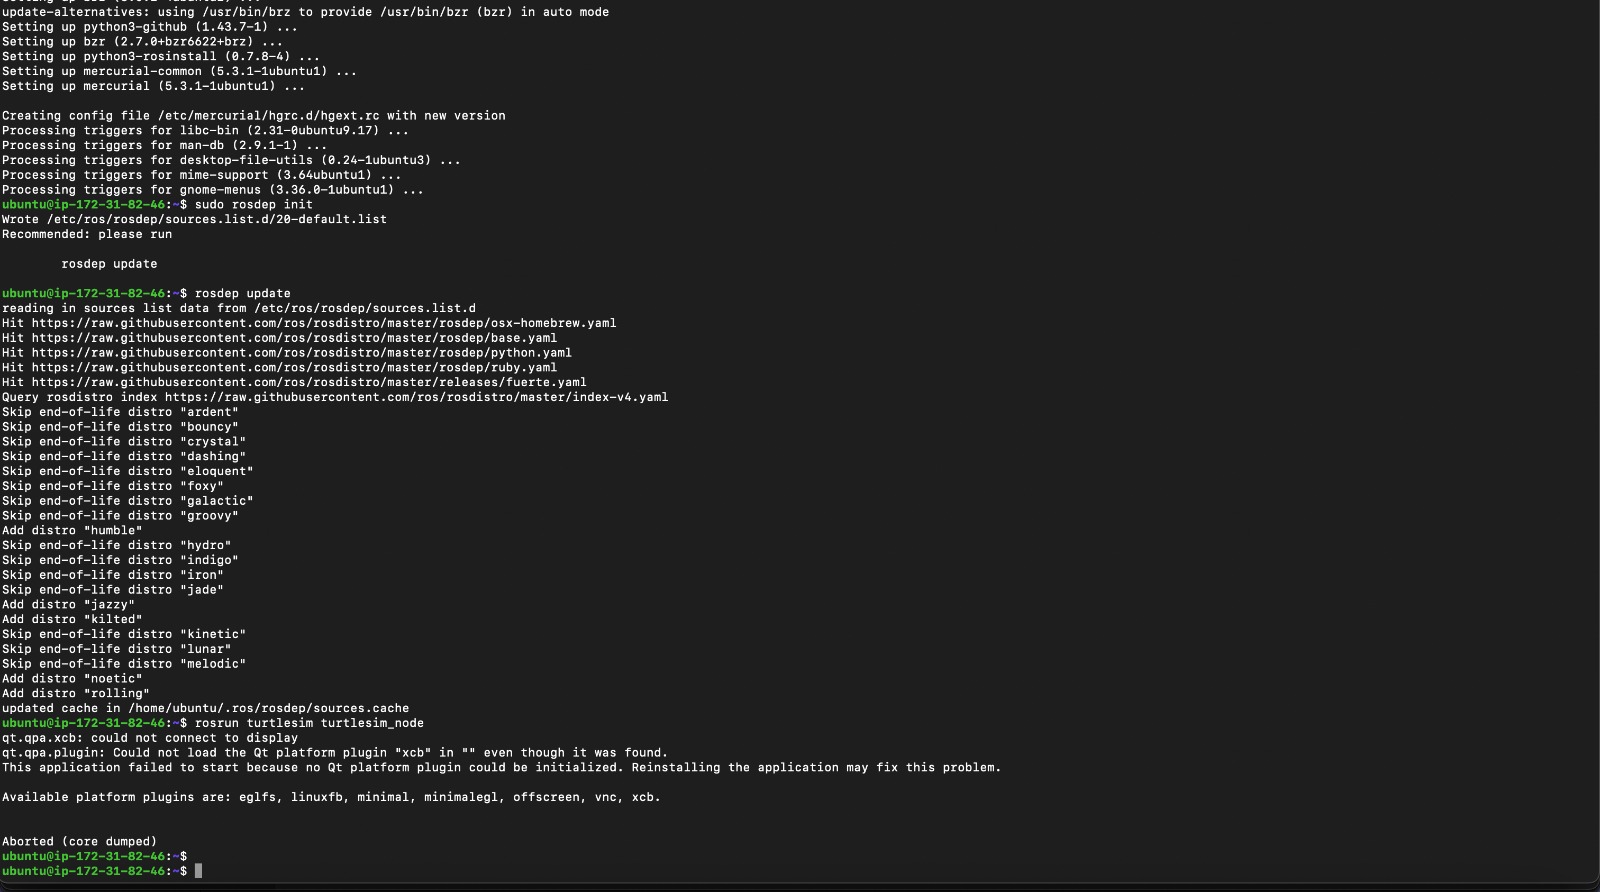 update-alternatives: using /usr/bin/brz to provide /usr/bin/bzr (bzr) in auto mode
Setting up python3-github (1.43.7-1) ...
Setting up bzr (2.7.0+bzr6622+brz) ...
Setting up python3-rosinstall (0.7.8-4) ...
Setting up mercurial-common (5.3.1-1ubuntu1) ...
Setting up mercurial (5.3.1-1ubuntu1) ...
Creating config file /etc/mercurial/hgrc.d/hgext.rc with new version
Processing triggers for libc-bin (2.31-0ubuntu9.17) ...
Processing triggers for man-db (2.9.1-1) ...
Processing triggers for desktop-file-utils (0.24-1ubuntu3) ...
Processing triggers for mime-support (3.64ubuntu1) ...
Processing triggers for gnome-menus (3.36.0-1ubuntu1) ...
ubuntu@ip-172-31-82-46:~$ sudo rosdep init
Wrote /etc/ros/rosdep/sources.list.d/20-default.list
Recommended: please run
rosdep update
ubuntu@ip-172-31-82-46:~$ rosdep update
reading in sources list data from /etc/ros/rosdep/sources.list.d
Hit https://raw.githubusercontent.com/ros/rosdistro/master/rosdep/osx-homebrew.yaml
Hit https://raw.githubusercontent.com/ros/rosdistro/master/rosdep/base.yaml
Hit https://raw.githubusercontent.com/ros/rosdistro/master/rosdep/python.yaml
Hit https://raw.githubusercontent.com/ros/rosdistro/master/rosdep/ruby.yaml
Hit https://raw.githubusercontent.com/ros/rosdistro/master/releases/fuerte.yaml
Query rosdistro index https://raw.githubusercontent.com/ros/rosdistro/master/index-v4.yaml
Skip end-of-life distro "ardent"
Skip end-of-life distro "bouncy"
Skip end-of-life distro "crystal"
Skip end-of-life distro "dashing"
Skip end-of-life distro "eloquent"
Skip end-of-life distro "foxy"
Skip end-of-life distro "galactic"
Skip end-of-life distro "groovy"
Add distro "humble"
Skip end-of-life distro "hydro"
Skip end-of-life distro "indigo"
Skip end-of-life distro "iron"
Skip end-of-life distro "jade"
Add distro "jazzy"
Add distro "kilted"
Skip end-of-life distro "kinetic"
Skip end-of-life distro "lunar"
Skip end-of-life distro "melodic"
Add distro "noetic"
Add distro "rolling"
updated cache in /home/ubuntu/.ros/rosdep/sources.cache
ubuntu@ip-172-31-82-46:~$ rosrun turtlesim turtlesim_node
qt.qpa.xcb: could not connect to display
qt.qpa.plugin: Could not load the Qt platform plugin "xcb" in "" even though it was found.
This application failed to start because no Qt platform plugin could be initialized. Reinstalling the application may fix this problem.
Available platform plugins are: eglfs, linuxfb, minimal, minimalegl, offscreen, vnc, xcb.
Aborted (core dumped)
ubuntu@ip-172-31-82-46:~$
ubuntu@ip-172-31-82-46:~$